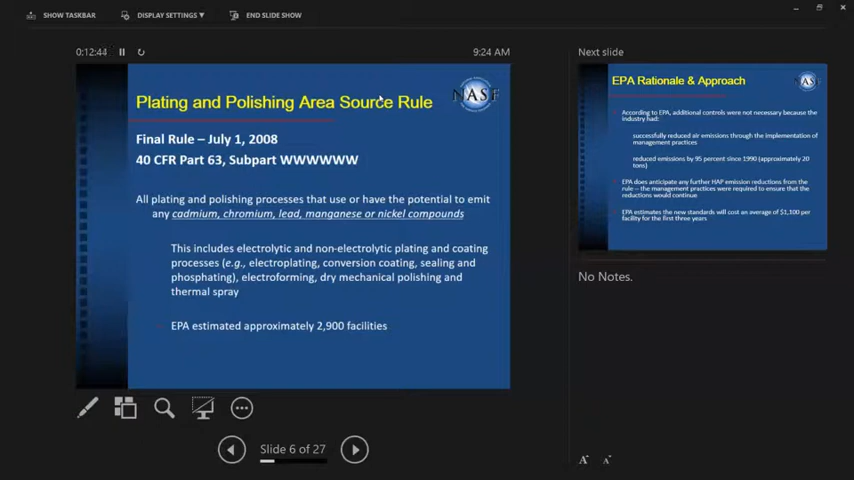 SHOW TASKBAR
DISPLAY SETTINGS ▼
END SLIDE SHOW
0:12:44
9:24 AM
Plating and Polishing Area Source Rule
NASF
Final Rule – July 1, 2008
40 CFR Part 63, Subpart WWWWWW
All plating and polishing processes that use or have the potential to emit
any cadmium, chromium, lead, manganese or nickel compounds
This includes electrolytic and non-electrolytic plating and coating
processes (e.g., electroplating, conversion coating, sealing and
phosphating), electroforming, dry mechanical polishing and
thermal spray
EPA estimated approximately 2,900 facilities
Slide 6 of 27
Next slide
EPA Rationale & Approach
NASF
According to EPA, additional controls were not necessary because the
industry had:
successfully reduced air emissions through the implementation of
management practices
reduced emissions by 95 percent since 1990 (approximately 20
tons)
EPA does anticipate any further HAP emission reductions from the
rule – the management practices were required to ensure that the
reductions would continue
EPA estimates the new standards will cost an average of $1,100 per
facility for the first three years
No Notes.
A A